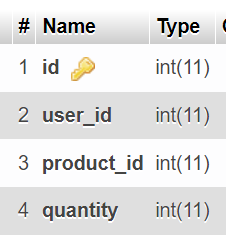 # Name Type
1 id int(11)
2 user_id int(11)
3 product_id int(11)
4 quantity int(11)